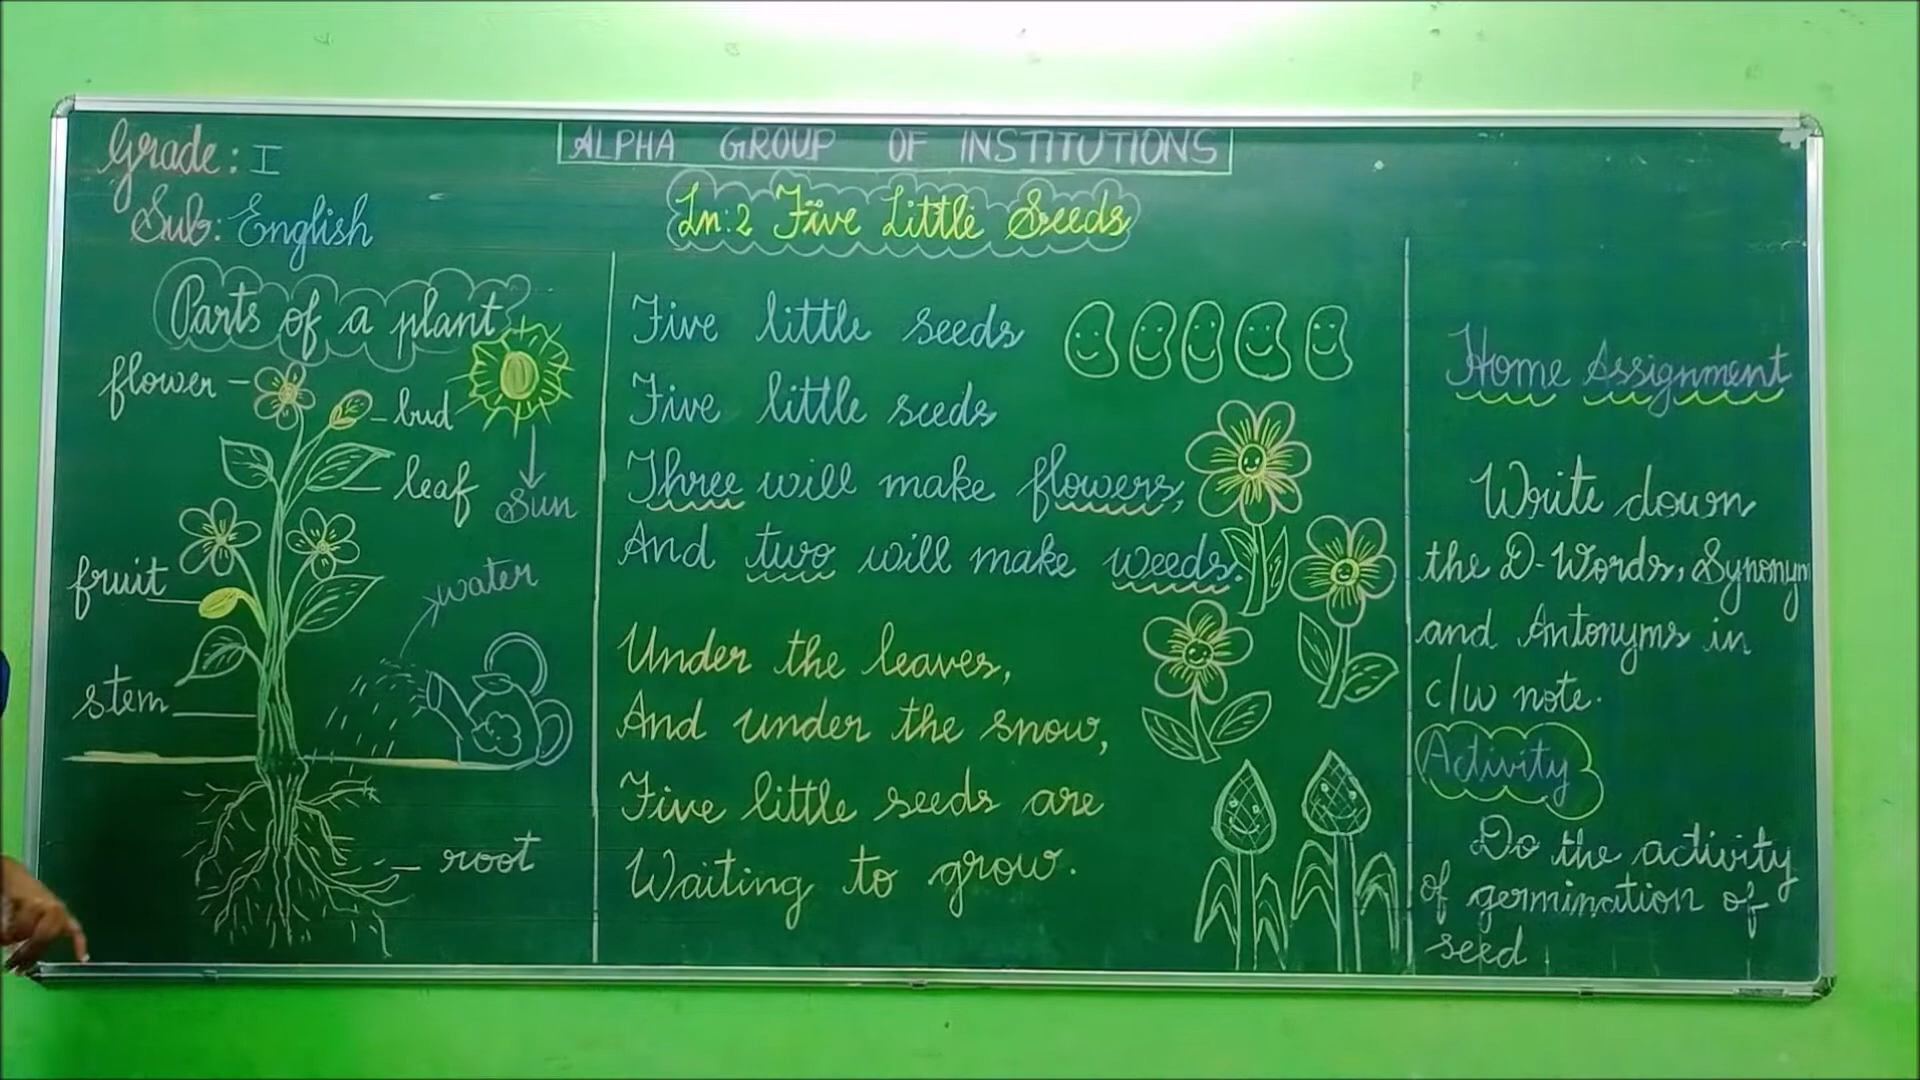 Grade: I
Sub: English
ALPHA GROUP OF INSTITUTIONS
Ln:2 Five Little Seeds
Parts of a plant
flower
bud
leaf
Sun
fruit
water
stem
root
Five little seeds
Five little seeds
Three will make flowers,
And two will make weeds.
Under the leaves,
And under the snow,
Five little seeds are
Waiting to grow.
Home Assignment
Write down
the D-Words, Synonym
and Antonyms in
c/w note.
Activity
Do the activity
of germination of
seed